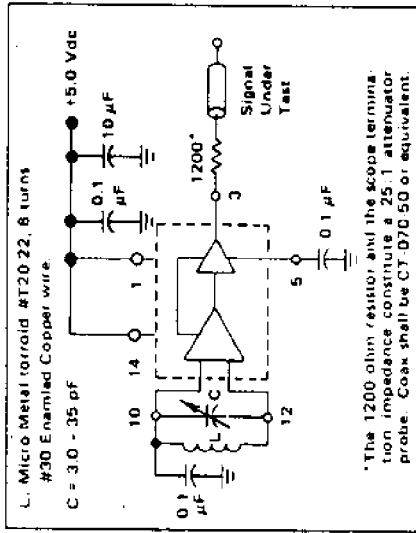 L. Micro Metal torroid #T20 22, 8 turns
#30 Enamled Copper wire.
C = 3.0 - 35 pf
+5.0 Vdc
0.1
µF
10 µF
14
1
1200*
3
Signal
Under
Test
10
L
C
12
0.1
µF
5
0.1 µF
*The 1200 ohm resistor and the scope termina-
tion impedance constitute a 25:1 attenuator
probe. Coax shall be CT-070-50 or equivalent.